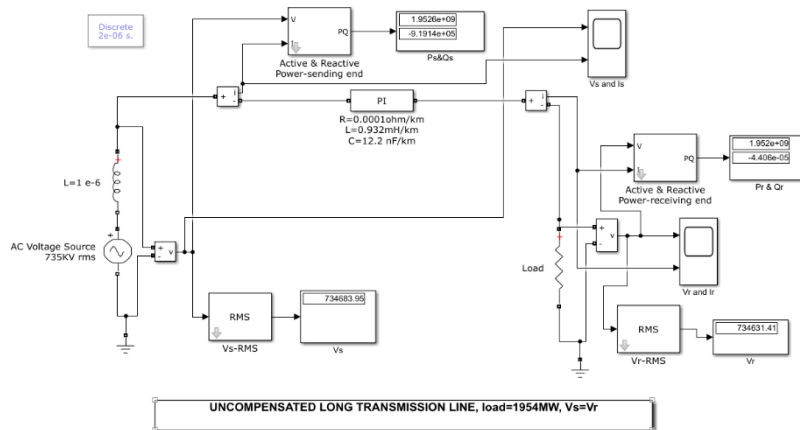 Discrete
2e-06 s.
V
I
PQ
Active & Reactive
Power-sending end
1.9526e+09
-9.1914e+05
Ps&Qs
Vs and Is
+
-
i
PI
R=0.0001ohm/km
L=0.932mH/km
C=12.2 nF/km
+
-
i
V
I
PQ
Active & Reactive
Power-receiving end
1.952e+09
-4.406e-05
Pr & Qr
L=1 e-6
+
AC Voltage Source
735KV rms
+
-
v
Load
+
-
v
Vr and Ir
RMS
Vs-RMS
734683.95
Vs
RMS
Vr-RMS
734631.41
Vr
UNCOMPENSATED LONG TRANSMISSION LINE, load=1954MW, Vs=Vr